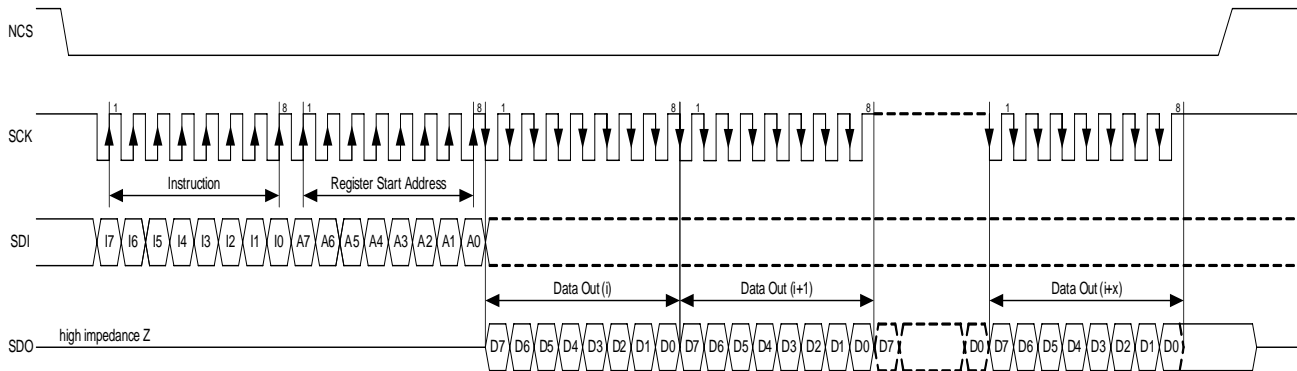 NCS
1 8 1 8 1 8 1 8 1 8
SCK
Instruction Register Start Address
SDI I7 I6 I5 I4 I3 I2 I1 I0 A7 A6 A5 A4 A3 A2 A1 A0
Data Out (i) Data Out (i+1) Data Out (i+x)
high impedance Z
SDO D7 D6 D5 D4 D3 D2 D1 D0 D7 D6 D5 D4 D3 D2 D1 D0 D7 D0 D7 D6 D5 D4 D3 D2 D1 D0